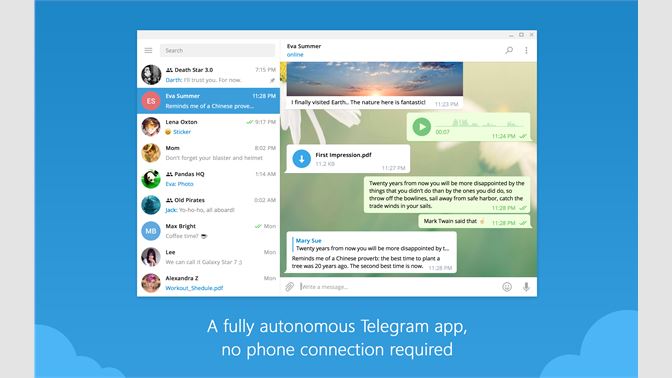 Search
Death Star 3.0 7:15 PM
Darth: I'll trust you. For now.
ES
Eva Summer 11:28 PM
Reminds me of a Chinese prove...
Lena Oxton 9:17 PM
Sticker
Mom 8:02 PM
Don't forget your blaster and helmet
Pandas HQ 1:14 AM
Eva: Photo
Old Pirates 0:02 AM
Jack: Yo-ho-ho, all aboard!
MB
Max Bright Mon
Coffee time?
Lee Mon
We can call it Galaxy Star 7 ;)
Alexandra Z Mon
Workout_Shedule.pdf
Eva Summer
online
I finally visited Earth.. The nature here is fantastic!
11:23 PM
00:07
11:24 PM
First Impression.pdf
11.2 KB
11:27 PM
Twenty years from now you will be more disappointed by the
things that you didn't do than by the ones you did do, so
throw off the bowlines, sail away from safe harbor, catch the
trade winds in your sails.
11:28 PM
Mark Twain said that
11:28 PM
Mary Sue
Twenty years from now you will be more disappointed by t...
Reminds me of a Chinese proverb: the best time to plant a
tree was 20 years ago. The second best time is now.
11:28 PM
Write a message...
A fully autonomous Telegram app,
no phone connection required